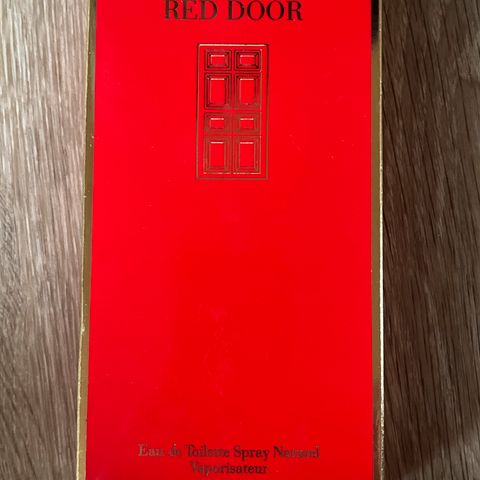 RED DOOR
Eau de Toilette Spray Natural
Vaporisateur